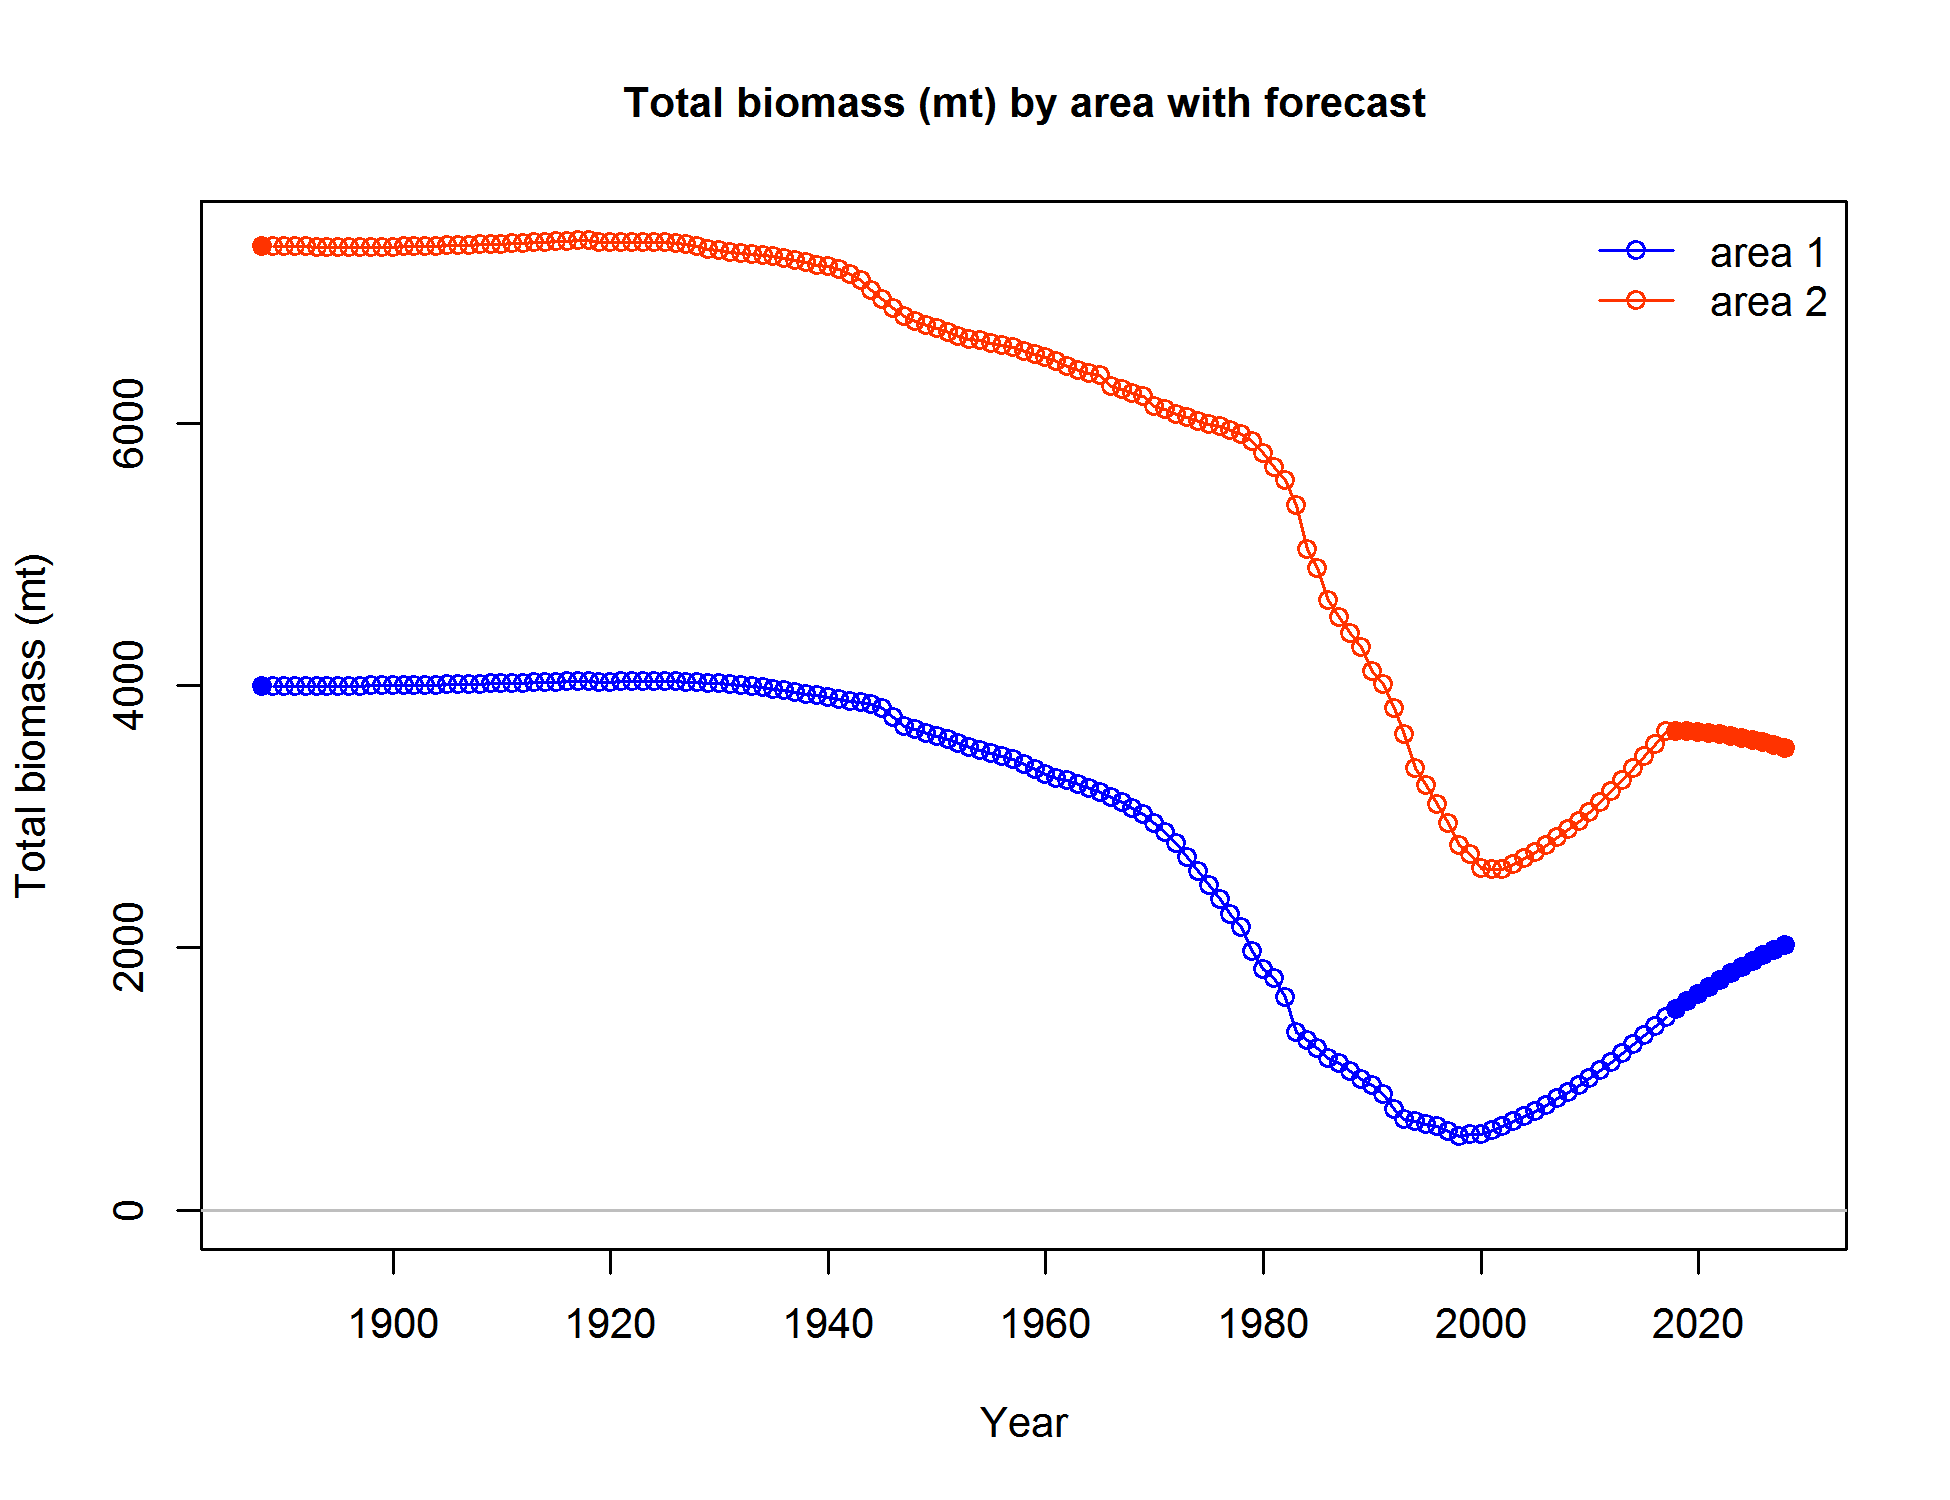 Total biomass (mt) by area with forecast
area 1
area 2
Total biomass (mt)
6000
4000
2000
0
1900 1920 1940 1960 1980 2000 2020
Year